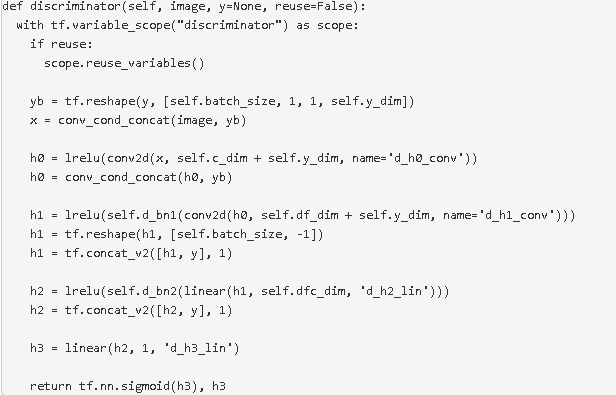 def discriminator(self, image, y=None, reuse=False):
  with tf.variable_scope("discriminator") as scope:
    if reuse:
      scope.reuse_variables()

    yb = tf.reshape(y, [self.batch_size, 1, 1, self.y_dim])
    x = conv_cond_concat(image, yb)

    h0 = lrelu(conv2d(x, self.c_dim + self.y_dim, name='d_h0_conv'))
    h0 = conv_cond_concat(h0, yb)

    h1 = lrelu(self.d_bn1(conv2d(h0, self.df_dim + self.y_dim, name='d_h1_conv')))
    h1 = tf.reshape(h1, [self.batch_size, -1])
    h1 = tf.concat_v2([h1, y], 1)

    h2 = lrelu(self.d_bn2(linear(h1, self.dfc_dim, 'd_h2_lin')))
    h2 = tf.concat_v2([h2, y], 1)

    h3 = linear(h2, 1, 'd_h3_lin')

    return tf.nn.sigmoid(h3), h3